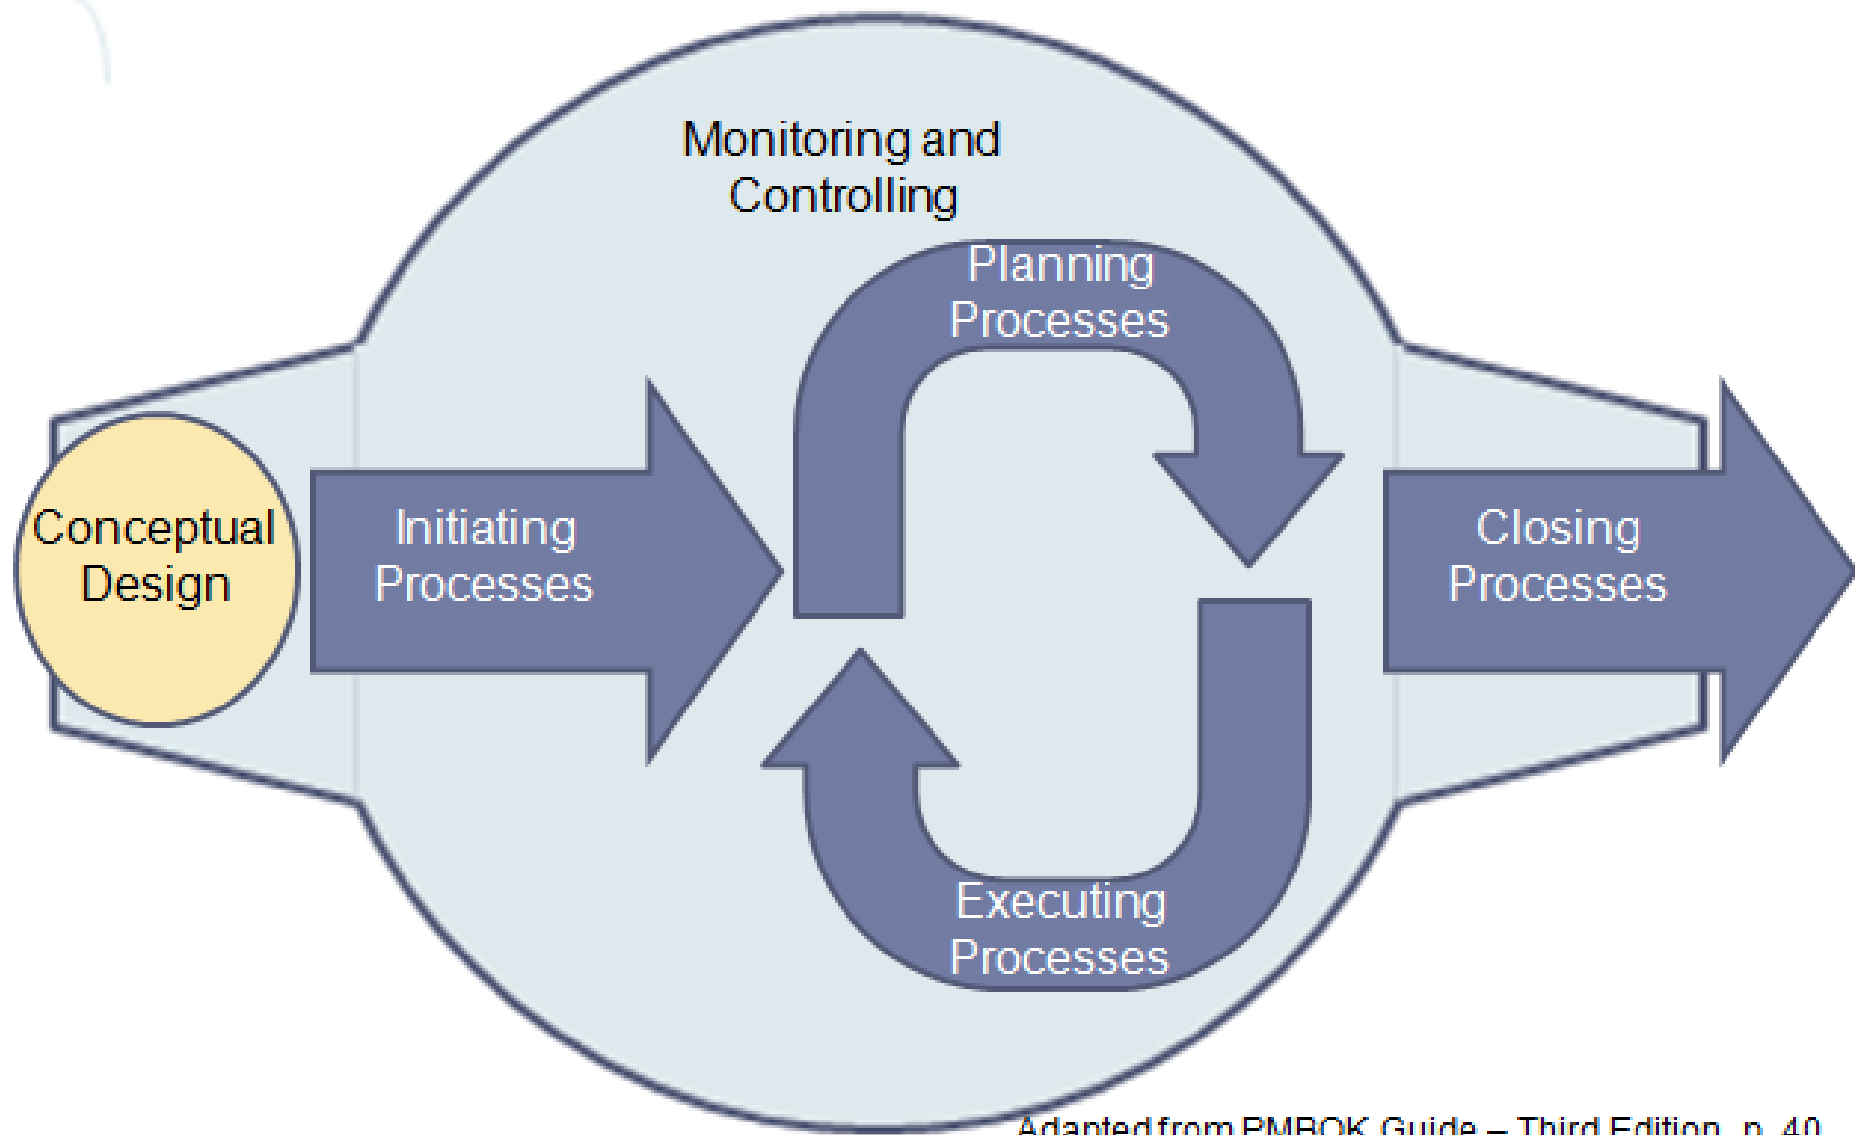 Monitoring and
Controlling
Planning
Processes
Conceptual
Design
Initiating
Processes
Closing
Processes
Executing
Processes
Adapted from PMBOK Guide – Third Edition, p. 40